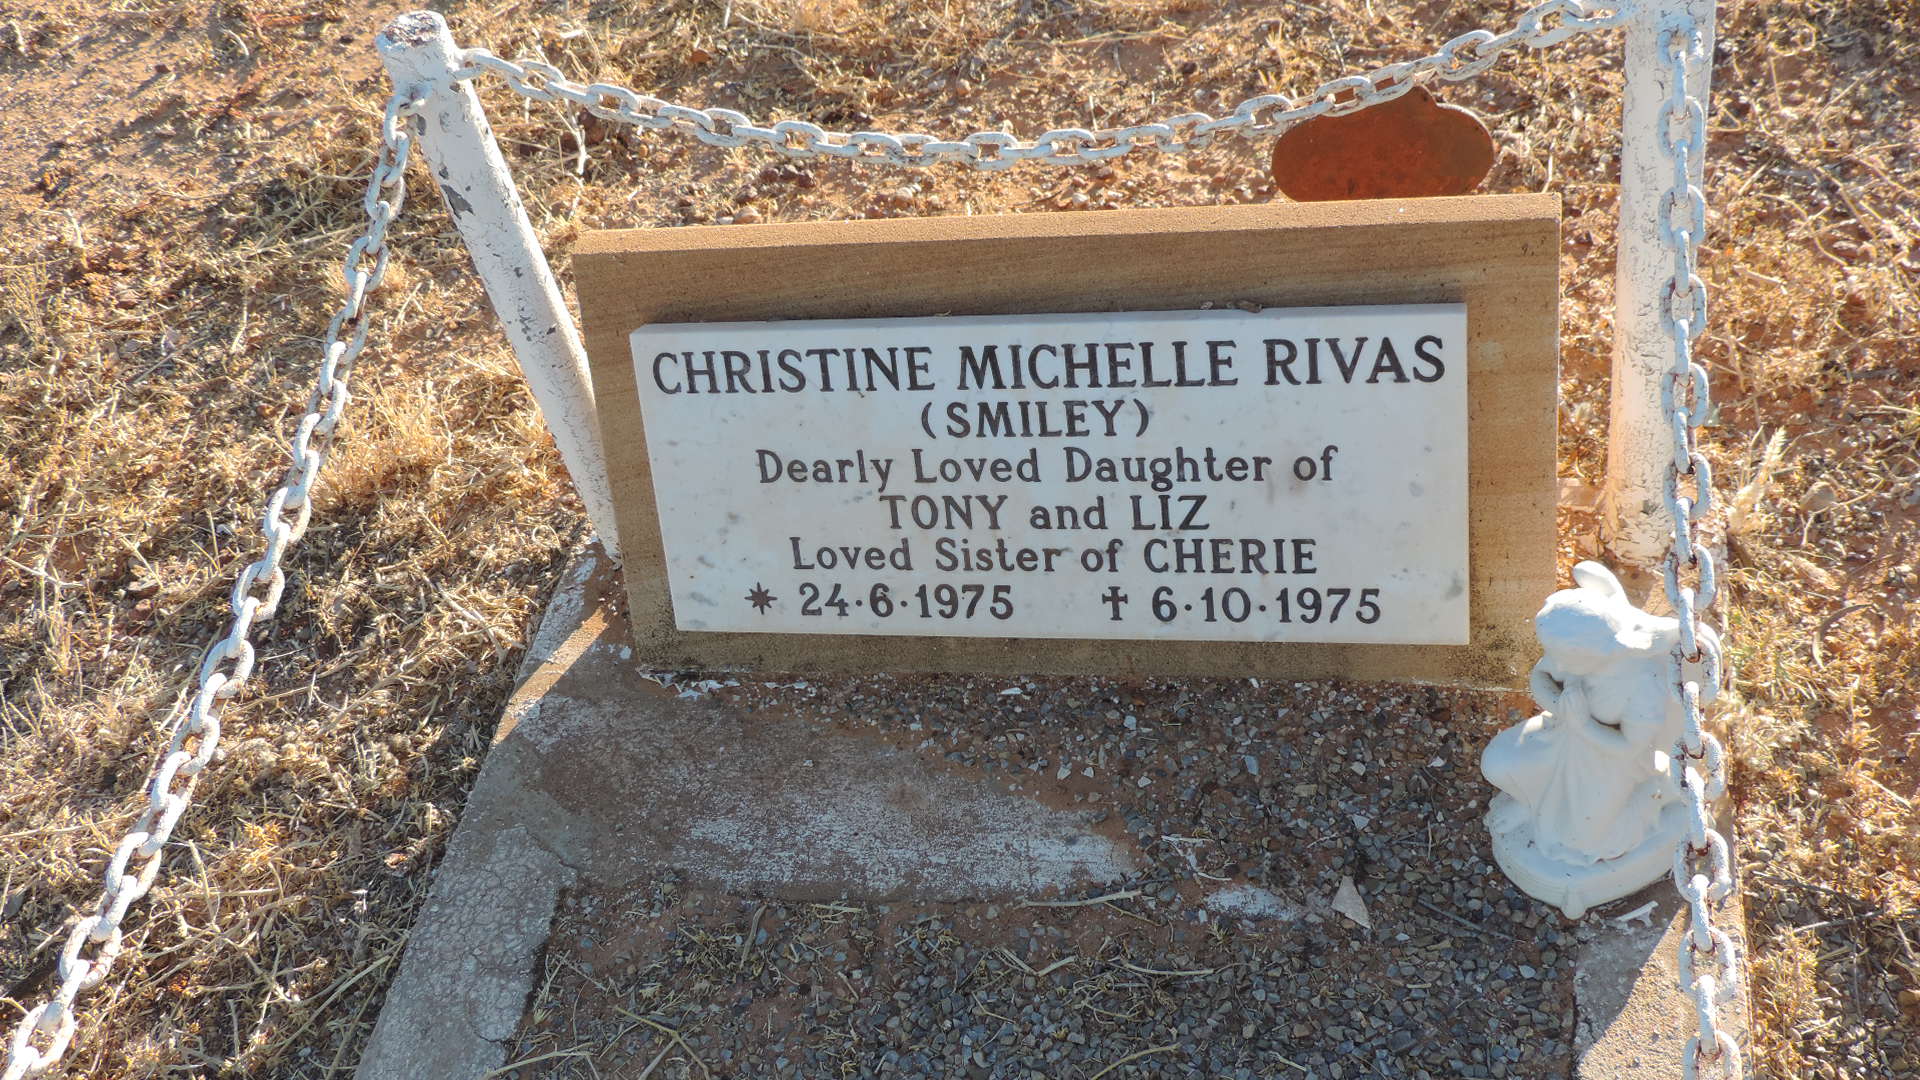 CHRISTINE MICHELLE RIVAS
(SMILEY)
Dearly Loved Daughter of
TONY and LIZ
Loved Sister of CHERIE
✴ 24·6·1975 ✝ 6·10·1975